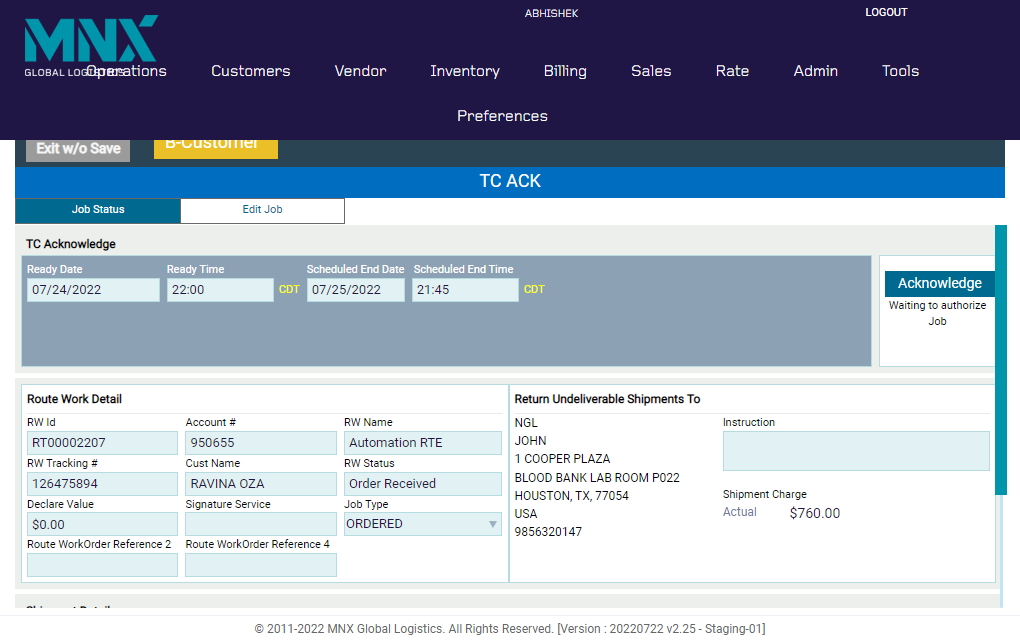 ABHISHEK
LOGOUT
MNX
GLOBAL LOGISTICS
Operations Customers Vendor Inventory Billing Sales Rate Admin Tools
Preferences
Exit w/o Save B-Customer
TC ACK
Job Status Edit Job
TC Acknowledge
Ready Date Ready Time Scheduled End Date Scheduled End Time
07/24/2022 22:00 CDT 07/25/2022 21:45 CDT
Acknowledge
Waiting to authorize
Job
Route Work Detail
RW Id Account # RW Name
RT00002207 950655 Automation RTE
RW Tracking # Cust Name RW Status
126475894 RAVINA OZA Order Received
Declare Value Signature Service Job Type
$0.00 ORDERED
Route WorkOrder Reference 2 Route WorkOrder Reference 4
Return Undeliverable Shipments To
NGL
JOHN
1 COOPER PLAZA
BLOOD BANK LAB ROOM P022
HOUSTON, TX, 77054
USA
9856320147
Instruction
Shipment Charge
Actual $760.00
Shipment Detail
© 2011-2022 MNX Global Logistics. All Rights Reserved. [Version : 20220722 v2.25 - Staging-01]